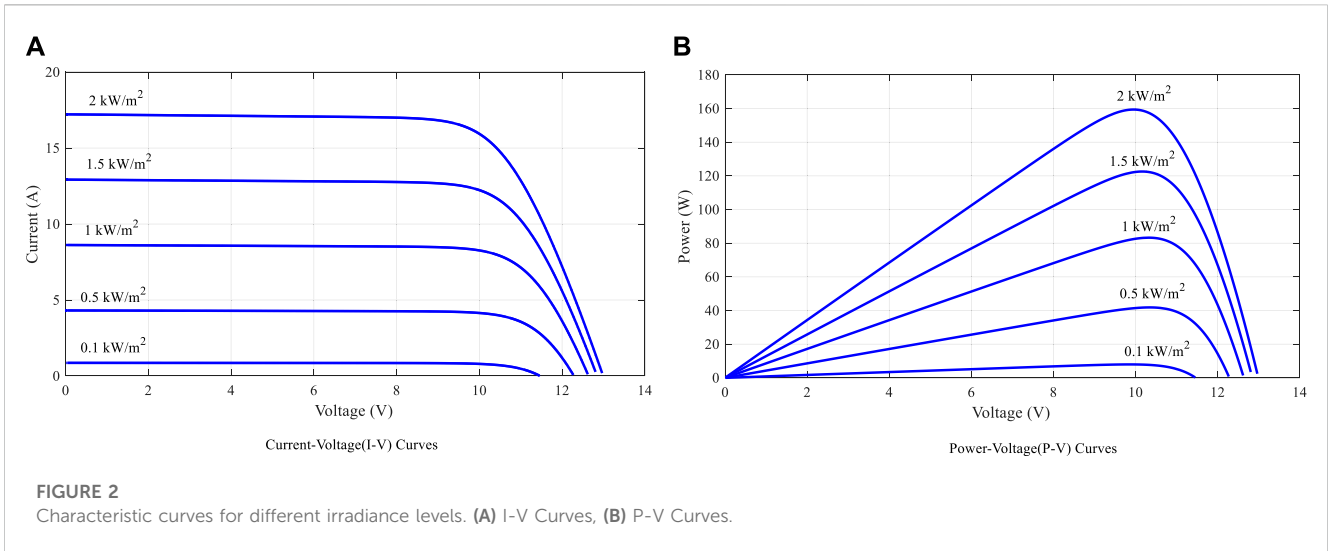 A
B
20
15
10
5
0
Current (A)
2 kW/m²
1.5 kW/m²
1 kW/m²
0.5 kW/m²
0.1 kW/m²
0 2 4 6 8 10 12 14
Voltage (V)
Current-Voltage(I-V) Curves
180
160
140
120
100
80
60
40
20
0
Power (W)
2 kW/m²
1.5 kW/m²
1 kW/m²
0.5 kW/m²
0.1 kW/m²
0 2 4 6 8 10 12 14
Voltage (V)
Power-Voltage(P-V) Curves
FIGURE 2
Characteristic curves for different irradiance levels. (A) I-V Curves, (B) P-V Curves.